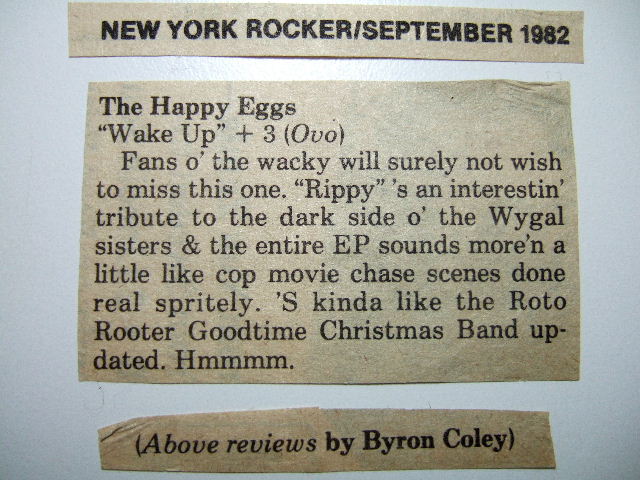 NEW YORK ROCKER/SEPTEMBER 1982
The Happy Eggs
“Wake Up” + 3 (Ovo)
Fans o’ the wacky will surely not wish
to miss this one. “Rippy” ’s an interestin’
tribute to the dark side o’ the Wygal
sisters & the entire EP sounds more’n a
little like cop movie chase scenes done
real spritely. ’S kinda like the Roto
Rooter Goodtime Christmas Band up-
dated. Hmmmm.
(Above reviews by Byron Coley)